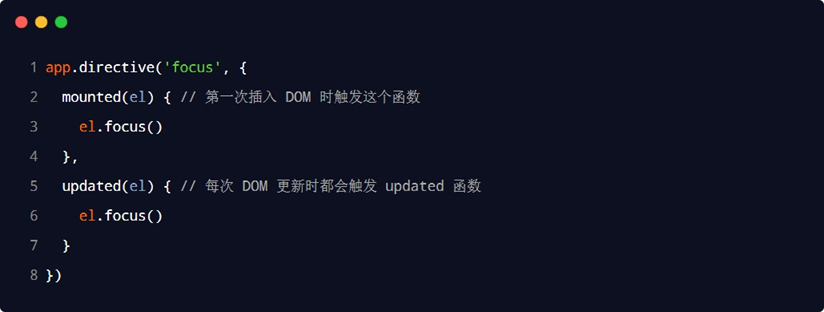 1 app.directive('focus', {
2   mounted(el) { // 第一次插入 DOM 时触发这个函数
3     el.focus()
4   },
5   updated(el) { // 每次 DOM 更新时都会触发 updated 函数
6     el.focus()
7   }
8 })